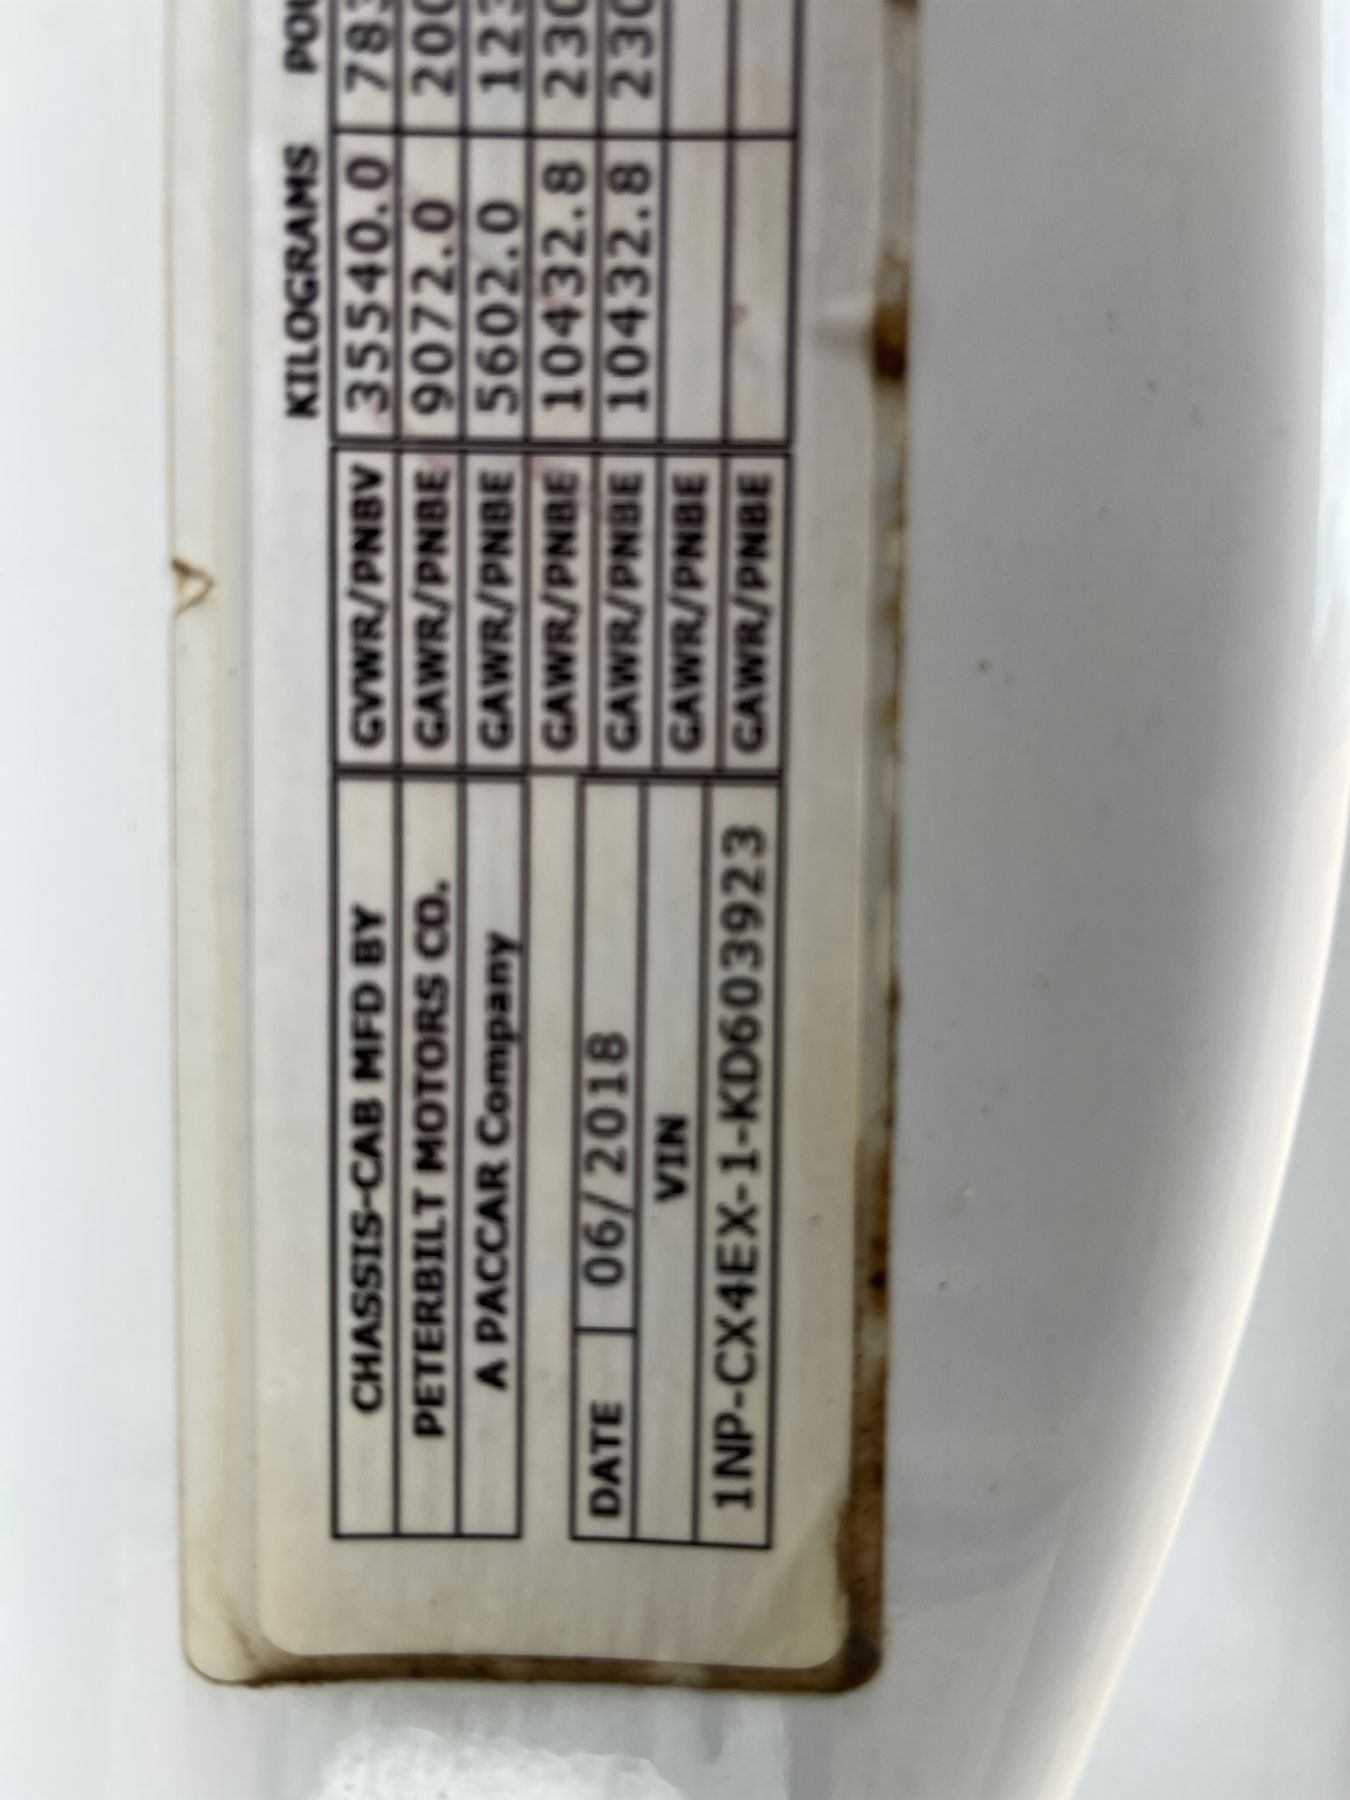 KILOGRAMS
CHASSIS-CAB MFD BY GVWR/PNBV 35540.0
PETERBILT MOTORS CO. GAWR/PNBE 9072.0
A PACCAR Company GAWR/PNBE 5602.0
GAWR/PNBE 10432.8
DATE 06/2018 GAWR/PNBE 10432.8
VIN GAWR/PNBE
1NP-CX4EX-1-KD603923 GAWR/PNBE